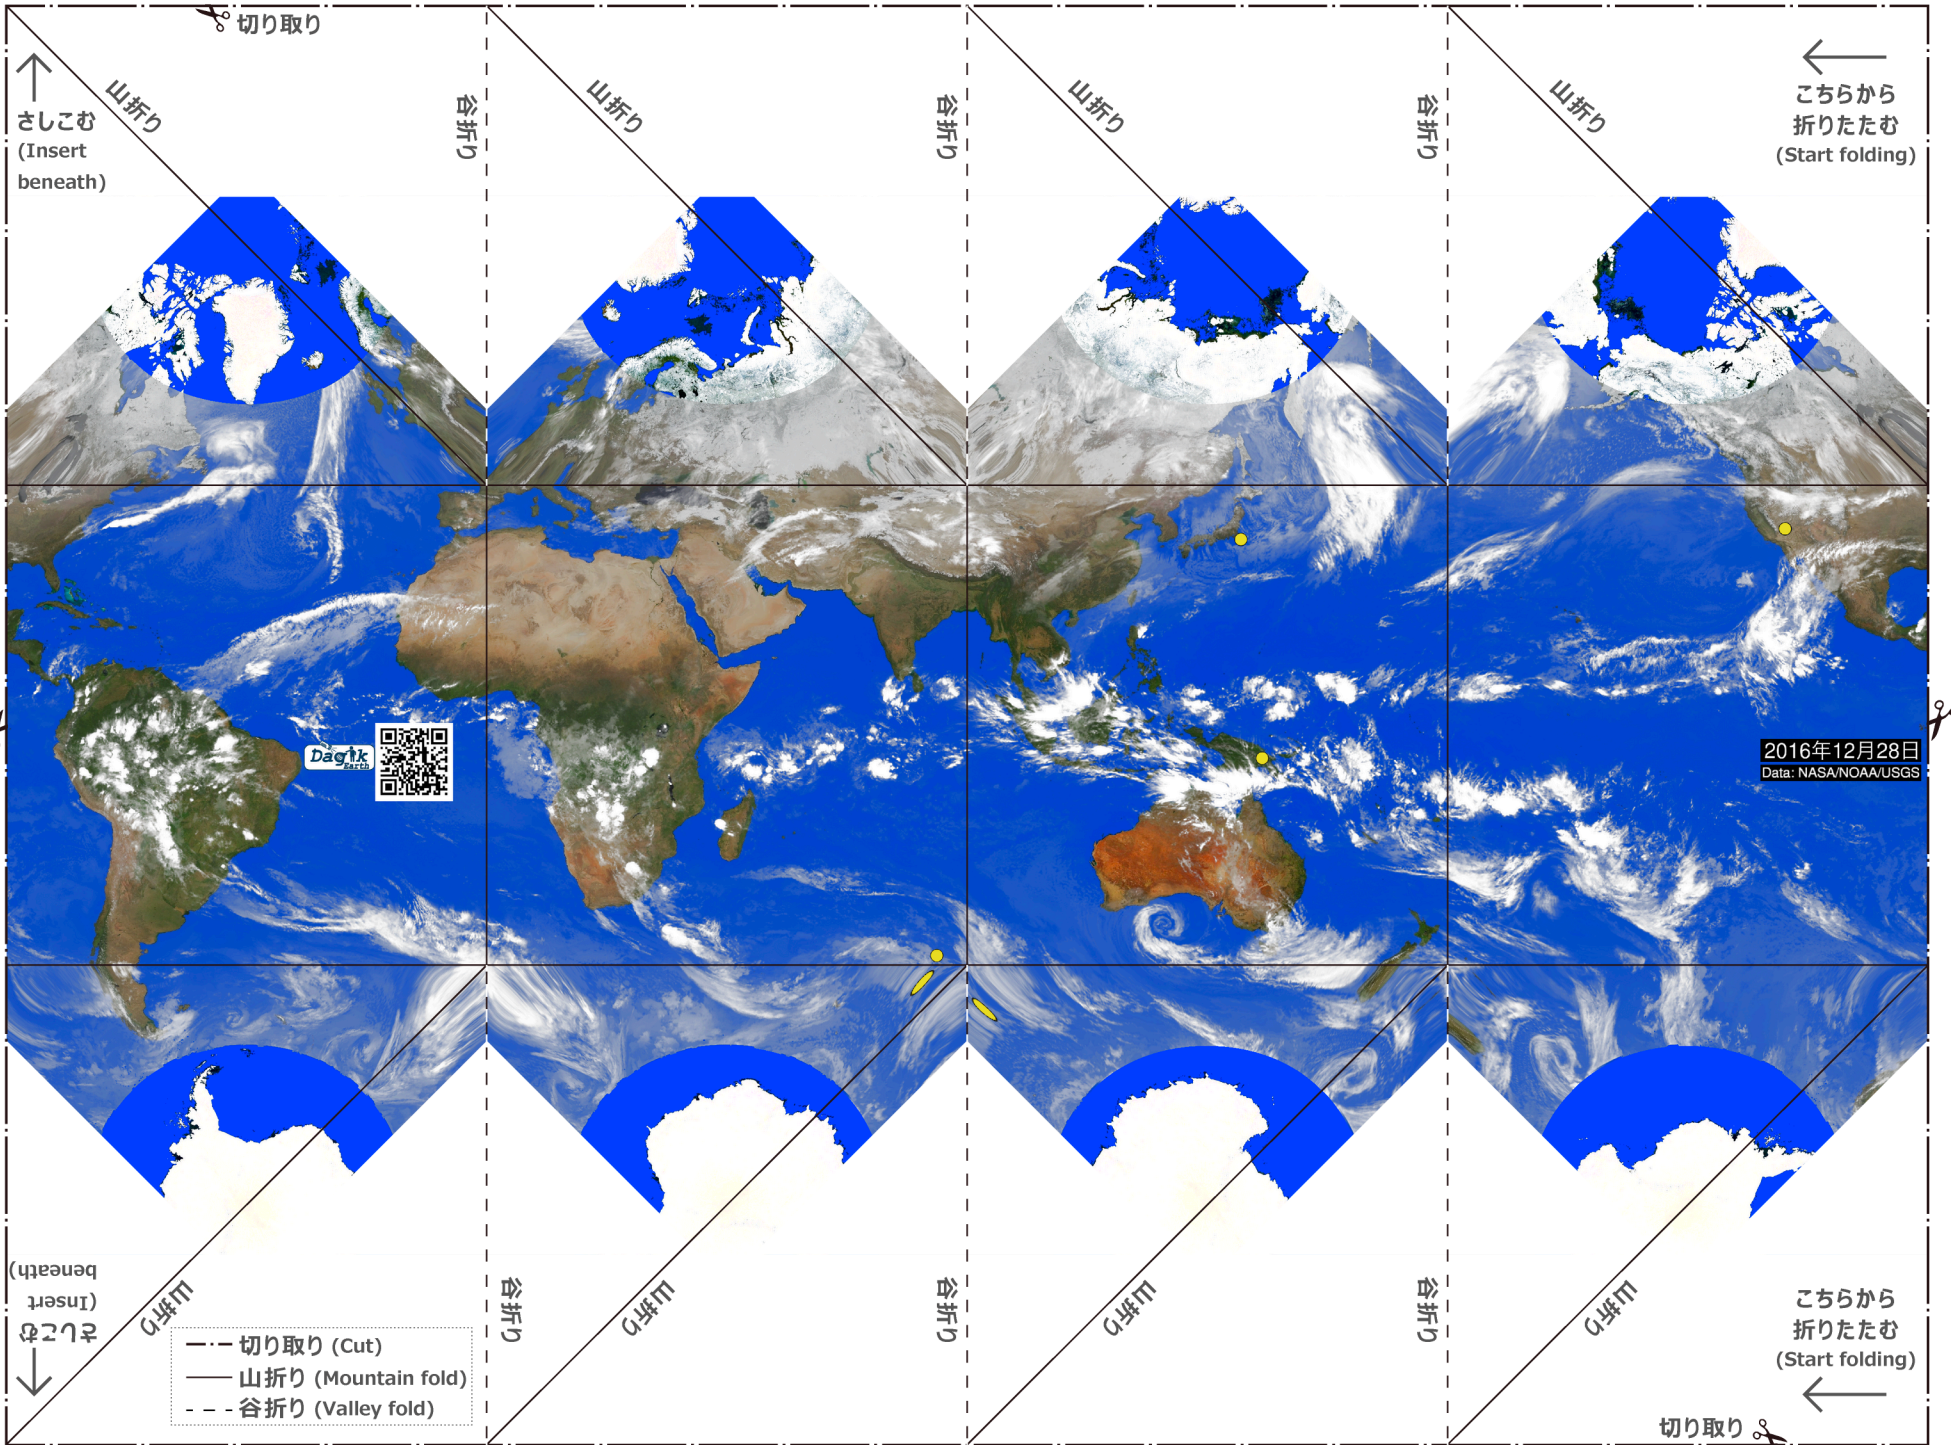 切り取り
さしこむ
(Insert
beneath)
山折り
谷折り
山折り
谷折り
山折り
谷折り
山折り
こちらから
折りたたむ
(Start folding)
Dagik
Earth
2016年12月28日
Data: NASA/NOAA/USGS
さしこむ
(Insert
beneath)
山折り
谷折り
山折り
谷折り
山折り
谷折り
山折り
こちらから
折りたたむ
(Start folding)
切り取り (Cut)
山折り (Mountain fold)
谷折り (Valley fold)
切り取り